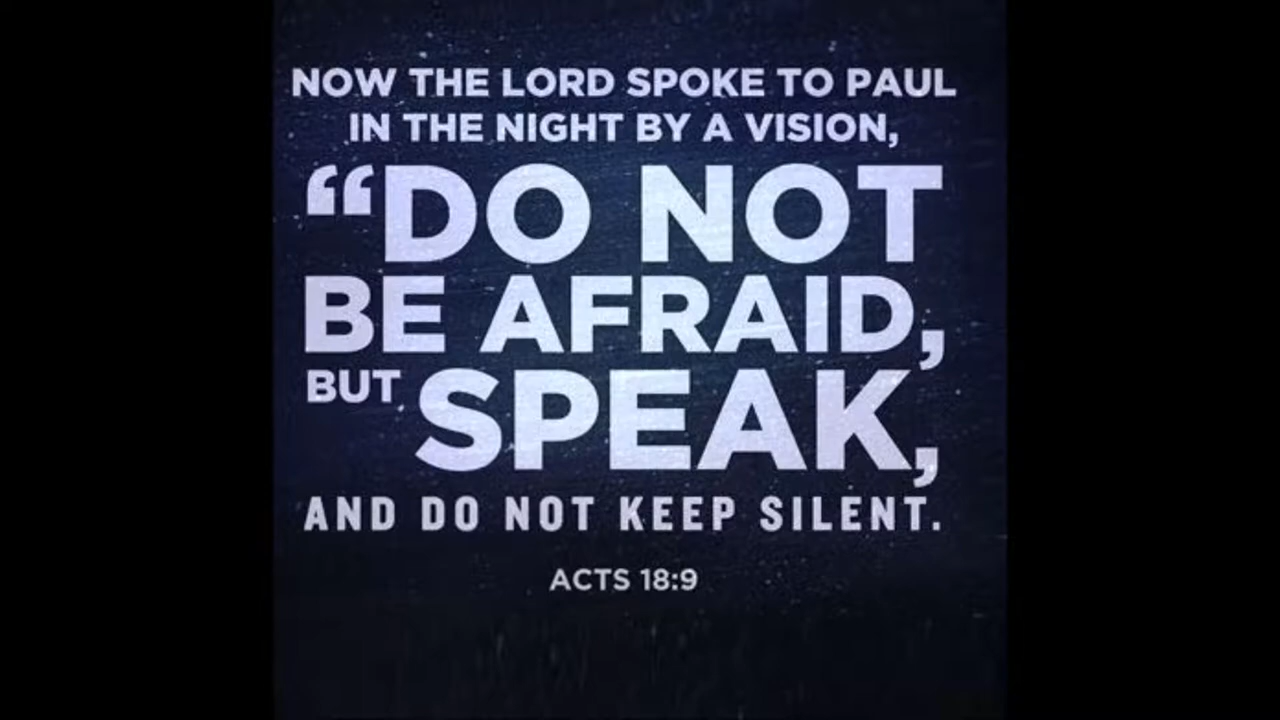 NOW THE LORD SPOKE TO PAUL
IN THE NIGHT BY A VISION,
“DO NOT
BE AFRAID,
BUT SPEAK,
AND DO NOT KEEP SILENT.
ACTS 18:9